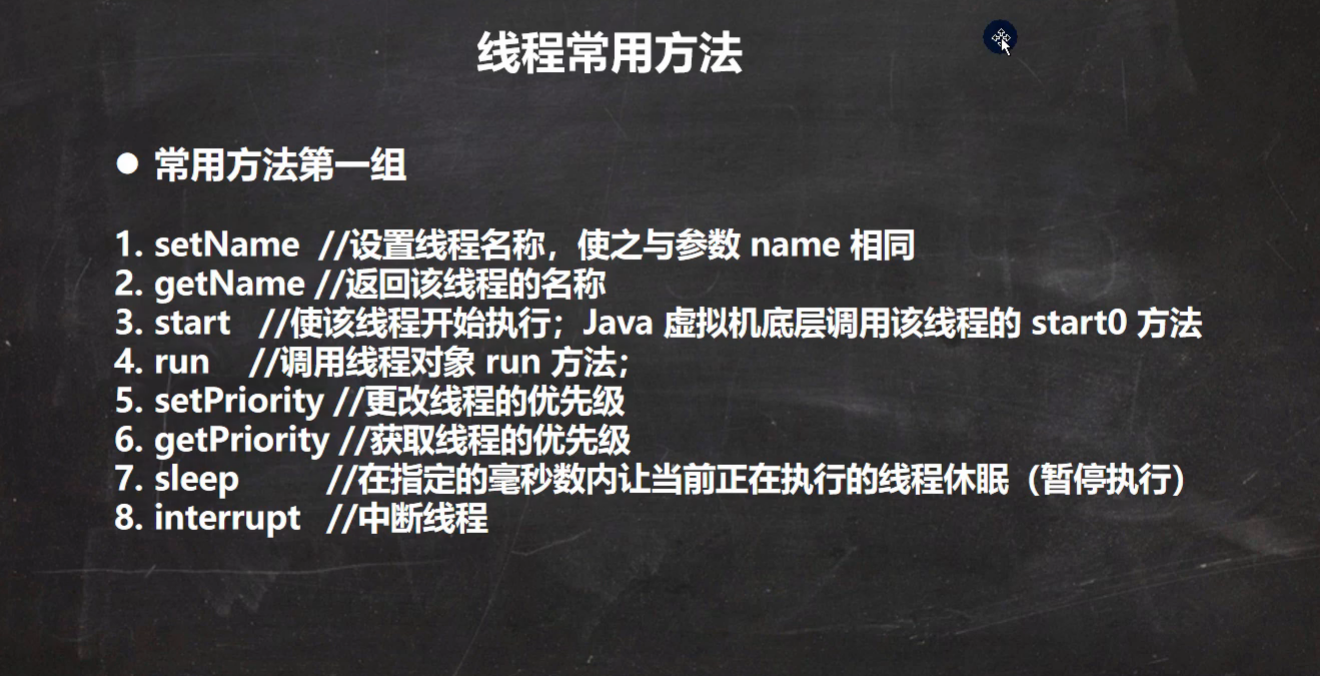 线程常用方法
● 常用方法第一组
1. setName //设置线程名称，使之与参数 name 相同
2. getName //返回该线程的名称
3. start //使该线程开始执行；Java 虚拟机底层调用该线程的 start0 方法
4. run //调用线程对象 run 方法；
5. setPriority //更改线程的优先级
6. getPriority //获取线程的优先级
7. sleep //在指定的毫秒数内让当前正在执行的线程休眠（暂停执行）
8. interrupt //中断线程